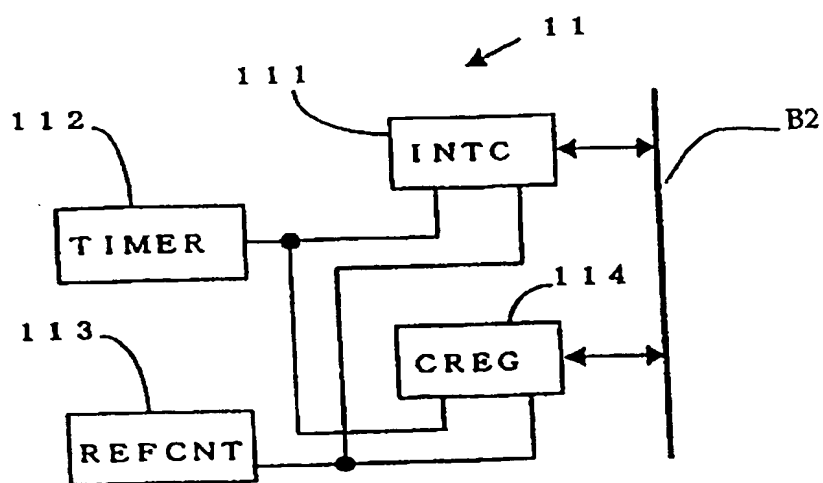 11
111
112
INTC
B2
TIMER
114
113
CREG
REFCNT